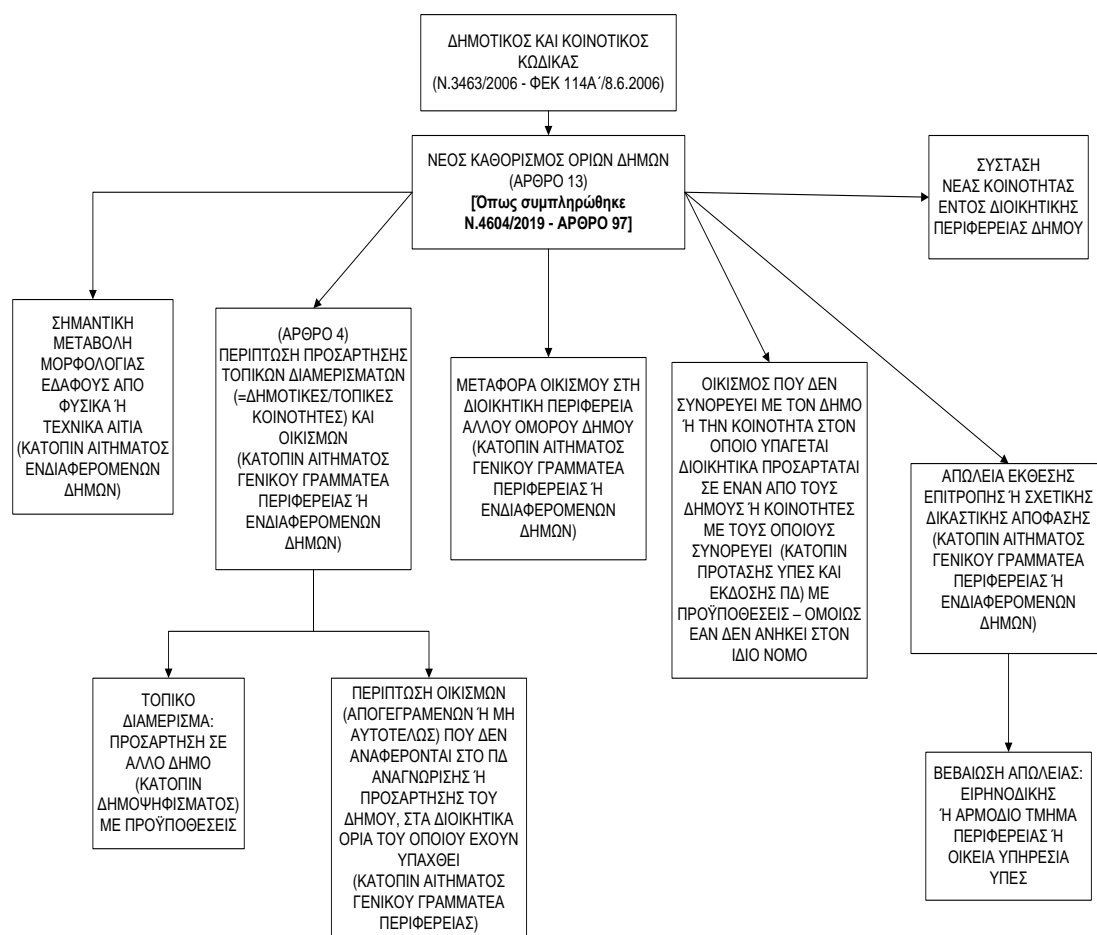 ΔΗΜΟΤΙΚΟΣ ΚΑΙ ΚΟΙΝΟΤΙΚΟΣ
ΚΩΔΙΚΑΣ
(Ν.3463/2006 - ΦΕΚ 114Α΄/8.6.2006)
ΝΕΟΣ ΚΑΘΟΡΙΣΜΟΣ ΟΡΙΩΝ ΔΗΜΩΝ
(ΑΡΘΡΟ 13)
[Όπως συμπληρώθηκε
Ν.4604/2019 - ΑΡΘΡΟ 97]
ΣΥΣΤΑΣΗ
ΝΕΑΣ ΚΟΙΝΟΤΗΤΑΣ
ΕΝΤΟΣ ΔΙΟΙΚΗΤΙΚΗΣ
ΠΕΡΙΦΕΡΕΙΑΣ ΔΗΜΟΥ
ΣΗΜΑΝΤΙΚΗ
ΜΕΤΑΒΟΛΗ
ΜΟΡΦΟΛΟΓΙΑΣ
ΕΔΑΦΟΥΣ ΑΠΟ
ΦΥΣΙΚΑ Ή
ΤΕΧΝΙΚΑ ΑΙΤΙΑ
(ΚΑΤΟΠΙΝ ΑΙΤΗΜΑΤΟΣ
ΕΝΔΙΑΦΕΡΟΜΕΝΩΝ
ΔΗΜΩΝ)
(ΑΡΘΡΟ 4)
ΠΕΡΙΠΤΩΣΗ ΠΡΟΣΑΡΤΗΣΗΣ
ΤΟΠΙΚΩΝ ΔΙΑΜΕΡΙΣΜΑΤΩΝ
(=ΔΗΜΟΤΙΚΕΣ/ΤΟΠΙΚΕΣ
ΚΟΙΝΟΤΗΤΕΣ) ΚΑΙ
ΟΙΚΙΣΜΩΝ
(ΚΑΤΟΠΙΝ ΑΙΤΗΜΑΤΟΣ
ΓΕΝΙΚΟΥ ΓΡΑΜΜΑΤΕΑ
ΠΕΡΙΦΕΡΕΙΑΣ Ή
ΕΝΔΙΑΦΕΡΟΜΕΝΩΝ
ΔΗΜΩΝ)
ΜΕΤΑΦΟΡΑ ΟΙΚΙΣΜΟΥ ΣΤΗ
ΔΙΟΙΚΗΤΙΚΗ ΠΕΡΙΦΕΡΕΙΑ
ΑΛΛΟΥ ΟΜΟΡΟΥ ΔΗΜΟΥ
(ΚΑΤΟΠΙΝ ΑΙΤΗΜΑΤΟΣ
ΓΕΝΙΚΟΥ ΓΡΑΜΜΑΤΕΑ
ΠΕΡΙΦΕΡΕΙΑΣ Ή
ΕΝΔΙΑΦΕΡΟΜΕΝΩΝ
ΔΗΜΩΝ)
ΟΙΚΙΣΜΟΣ ΠΟΥ ΔΕΝ
ΣΥΝΟΡΕΥΕΙ ΜΕ ΤΟΝ ΔΗΜΟ
Ή ΤΗΝ ΚΟΙΝΟΤΗΤΑ ΣΤΟΝ
ΟΠΟΙΟ ΥΠΑΓΕΤΑΙ
ΔΙΟΙΚΗΤΙΚΑ ΠΡΟΣΑΡΤΑΤΑΙ
ΣΕ ΕΝΑΝ ΑΠΟ ΤΟΥΣ
ΔΗΜΟΥΣ Ή ΚΟΙΝΟΤΗΤΕΣ
ΜΕ ΤΟΥΣ ΟΠΟΙΟΥΣ
ΣΥΝΟΡΕΥΕΙ (ΚΑΤΟΠΙΝ
ΠΡΟΤΑΣΗΣ ΥΠΕΣ ΚΑΙ
ΕΚΔΟΣΗΣ ΠΔ) ΜΕ
ΠΡΟΫΠΟΘΕΣΕΙΣ – ΟΜΟΙΩΣ
ΕΑΝ ΔΕΝ ΑΝΗΚΕΙ ΣΤΟΝ
ΙΔΙΟ ΝΟΜΟ
ΑΠΩΛΕΙΑ ΕΚΘΕΣΗΣ
ΕΠΙΤΡΟΠΗΣ Ή ΣΧΕΤΙΚΗΣ
ΔΙΚΑΣΤΙΚΗΣ ΑΠΟΦΑΣΗΣ
(ΚΑΤΟΠΙΝ ΑΙΤΗΜΑΤΟΣ
ΓΕΝΙΚΟΥ ΓΡΑΜΜΑΤΕΑ
ΠΕΡΙΦΕΡΕΙΑΣ Ή
ΕΝΔΙΑΦΕΡΟΜΕΝΩΝ
ΔΗΜΩΝ)
ΤΟΠΙΚΟ
ΔΙΑΜΕΡΙΣΜΑ:
ΠΡΟΣΑΡΤΗΣΗ ΣΕ
ΑΛΛΟ ΔΗΜΟ
(ΚΑΤΟΠΙΝ
ΔΗΜΟΨΗΦΙΣΜΑΤΟΣ)
ΜΕ ΠΡΟΫΠΟΘΕΣΕΙΣ
ΠΕΡΙΠΤΩΣΗ ΟΙΚΙΣΜΩΝ
(ΑΠΟΓΕΓΡΑΜΕΝΩΝ Ή ΜΗ
ΑΥΤΟΤΕΛΩΣ) ΠΟΥ ΔΕΝ
ΑΝΑΦΕΡΟΝΤΑΙ ΣΤΟ ΠΔ
ΑΝΑΓΝΩΡΙΣΗΣ Ή
ΠΡΟΣΑΡΤΗΣΗΣ ΤΟΥ
ΔΗΜΟΥ, ΣΤΑ ΔΙΟΙΚΗΤΙΚΑ
ΟΡΙΑ ΤΟΥ ΟΠΟΙΟΥ ΕΧΟΥΝ
ΥΠΑΧΘΕΙ
(ΚΑΤΟΠΙΝ ΑΙΤΗΜΑΤΟΣ
ΓΕΝΙΚΟΥ ΓΡΑΜΜΑΤΕΑ
ΠΕΡΙΦΕΡΕΙΑΣ)
ΒΕΒΑΙΩΣΗ ΑΠΩΛΕΙΑΣ:
ΕΙΡΗΝΟΔΙΚΗΣ
Ή ΑΡΜΟΔΙΟ ΤΜΗΜΑ
ΠΕΡΙΦΕΡΕΙΑΣ Ή
ΟΙΚΕΙΑ ΥΠΗΡΕΣΙΑ
ΥΠΕΣ